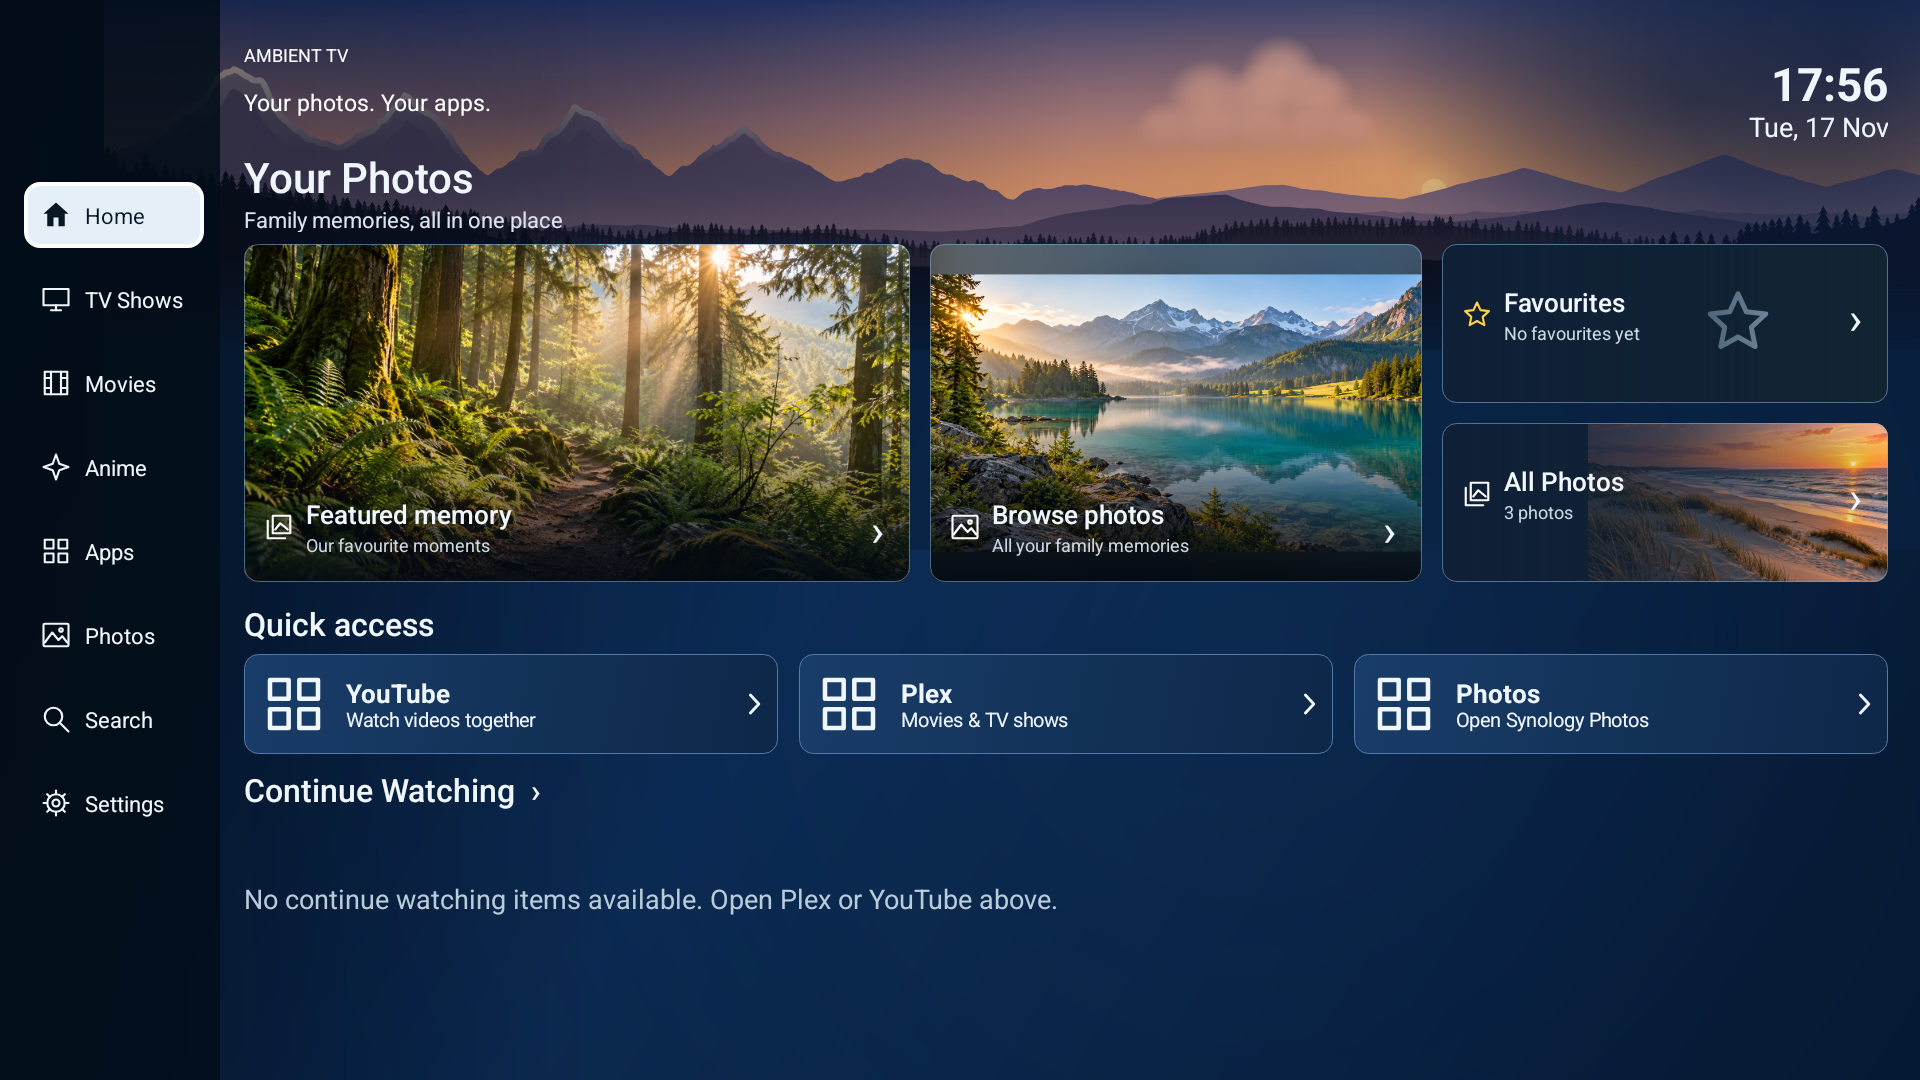 AMBIENT TV
Your photos. Your apps.
17:56
Tue, 17 Nov
Home
TV Shows
Movies
Anime
Apps
Photos
Search
Settings
Your Photos
Family memories, all in one place
Featured memory
Our favourite moments
Browse photos
All your family memories
Favourites
No favourites yet
All Photos
3 photos
Quick access
YouTube
Watch videos together
Plex
Movies & TV shows
Photos
Open Synology Photos
Continue Watching
No continue watching items available. Open Plex or YouTube above.